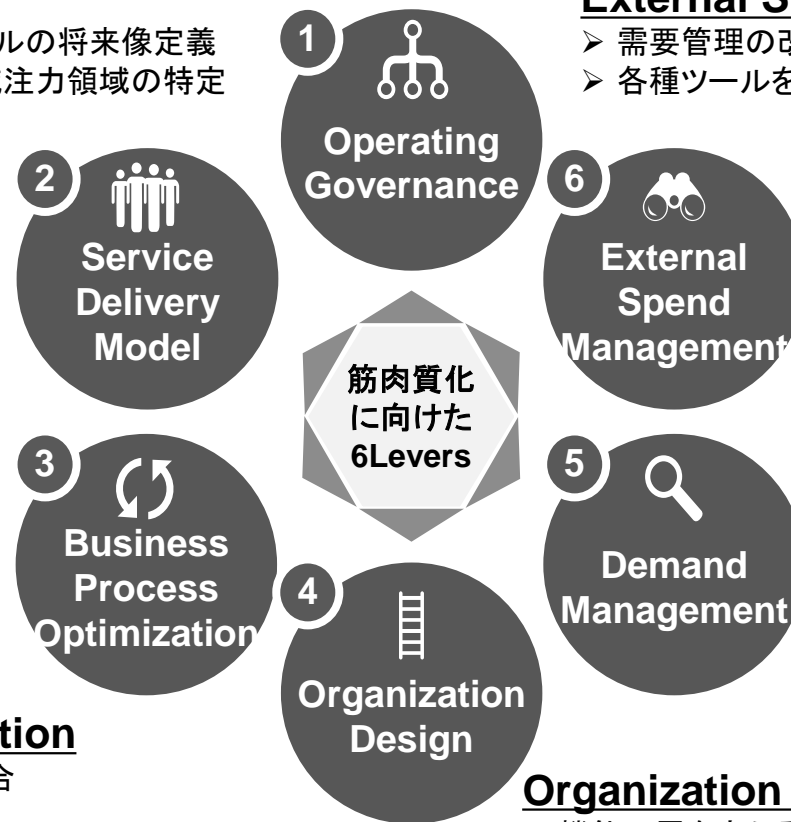 External S
ルの将来像定義
注力領域の特定
➢ 需要管理の改
➢ 各種ツールを
1
Operating
Governance
2
Service
Delivery
Model
6
External
Spend
Management
筋肉質化
に向けた
6Levers
3
Business
Process
Optimization
5
Demand
Management
4
Organization
Design
tion
合
Organization